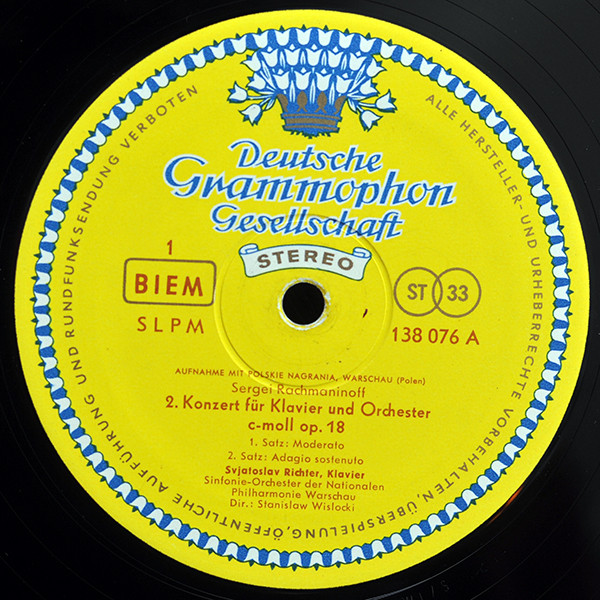 Deutsche
Grammophon
Gesellschaft
STEREO
1
BIEM
SLPM
ST 33
138 076 A
AUFNAHME MIT POLSKIE NAGRANIA, WARSCHAU (Polen)
Sergei Rachmaninoff
2. Konzert für Klavier und Orchester
c-moll op. 18
1. Satz: Moderato
2. Satz: Adagio sostenuto
Svjatoslav Richter, Klavier
Sinfonie-Orchester der Nationalen
Philharmonie Warschau
Dir.: Stanislaw Wislocki
ALLE HERSTELLER- UND URHEBERRECHTE VORBEHALTEN, ÜBERSPIELUNG, ÖFFENTLICHE AUFFÜHRUNG UND RUNDFUNKSENDUNG VERBOTEN